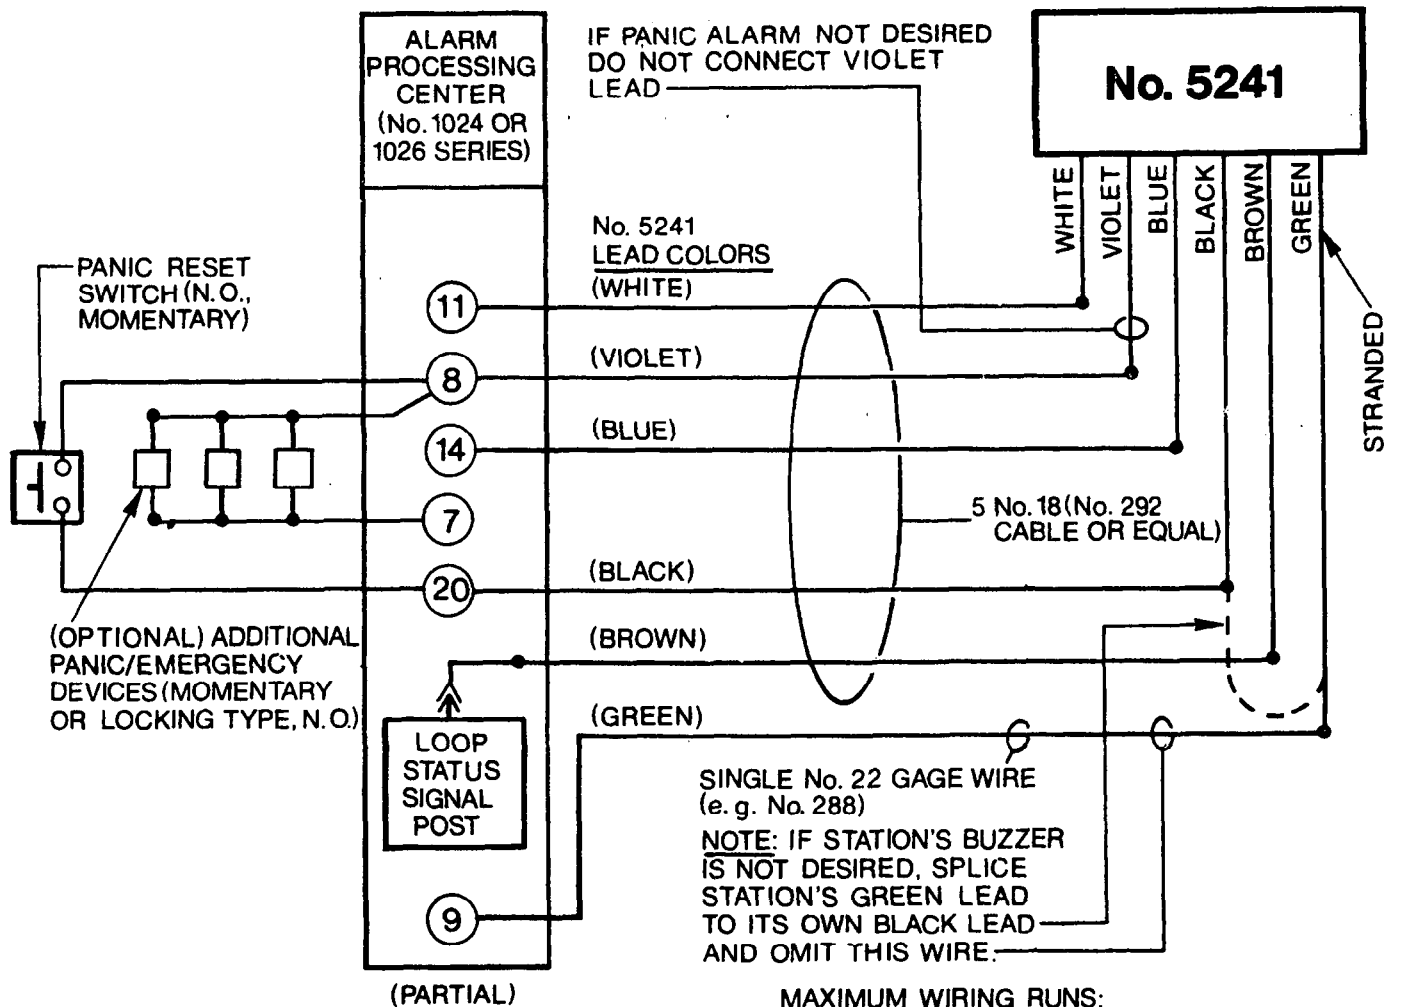 ALARM
PROCESSING
CENTER
(No. 1024 OR
1026 SERIES)
IF PANIC ALARM NOT DESIRED
DO NOT CONNECT VIOLET
LEAD
No. 5241
WHITE
VIOLET
BLUE
BLACK
BROWN
GREEN
STRANDED
No. 5241
LEAD COLORS
PANIC RESET
SWITCH (N.O.,
MOMENTARY)
11
(WHITE)
8
(VIOLET)
14
(BLUE)
7
5 No. 18 (No. 292
CABLE OR EQUAL)
20
(BLACK)
(OPTIONAL) ADDITIONAL
PANIC/EMERGENCY
DEVICES (MOMENTARY
OR LOCKING TYPE, N.O.)
(BROWN)
LOOP
STATUS
SIGNAL
POST
(GREEN)
9
SINGLE No. 22 GAGE WIRE
(e.g. No. 288)
NOTE: IF STATION'S BUZZER
IS NOT DESIRED, SPLICE
STATION'S GREEN LEAD
TO ITS OWN BLACK LEAD
AND OMIT THIS WIRE.
(PARTIAL)
MAXIMUM WIRING RUNS: